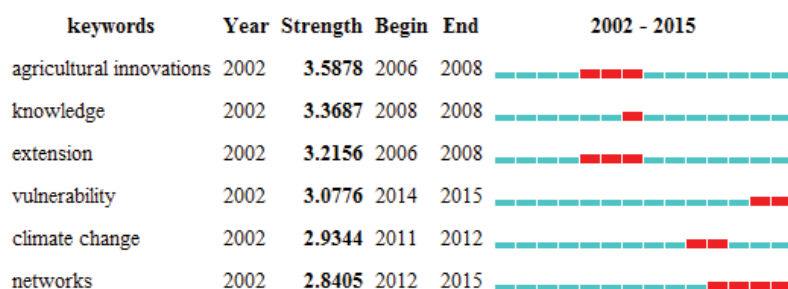 keywords Year Strength Begin End 2002 - 2015
agricultural innovations 2002 3.5878 2006 2008
knowledge 2002 3.3687 2008 2008
extension 2002 3.2156 2006 2008
vulnerability 2002 3.0776 2014 2015
climate change 2002 2.9344 2011 2012
networks 2002 2.8405 2012 2015